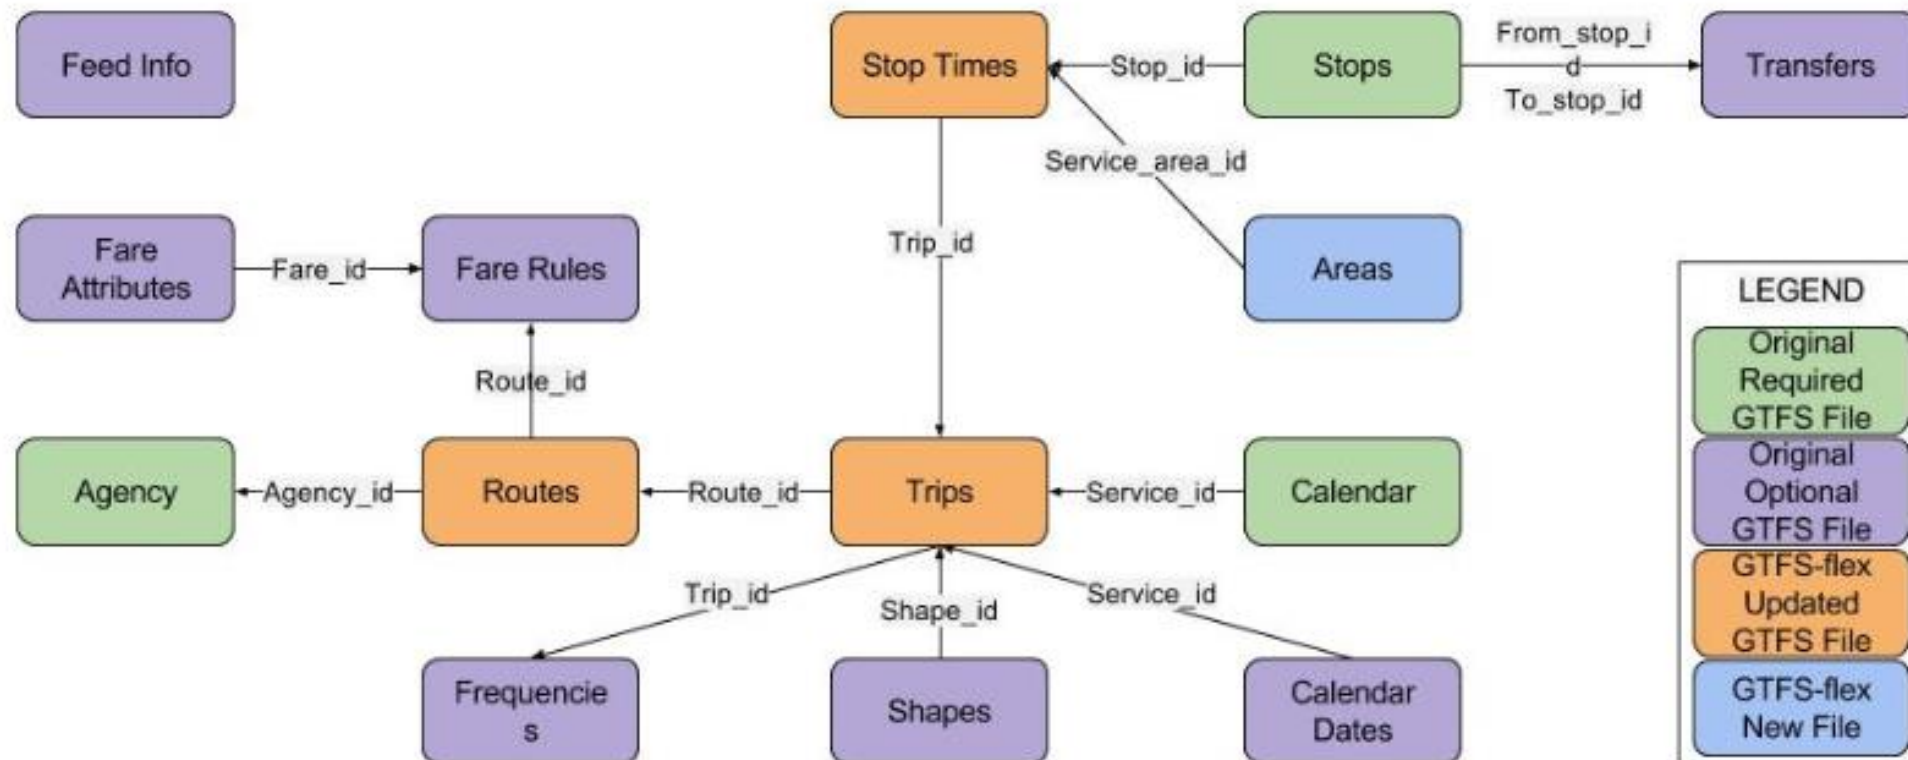 Feed Info
Stop Times
Stop_id
Stops
From_stop_i
d
To_stop_id
Transfers
Service_area_id
Fare
Attributes
Fare_id
Fare Rules
Trip_id
Areas
Route_id
Agency
Agency_id
Routes
Route_id
Trips
Service_id
Calendar
Trip_id
Shape_id
Service_id
Frequencie
s
Shapes
Calendar
Dates
LEGEND
Original
Required
GTFS File
Original
Optional
GTFS File
GTFS-flex
Updated
GTFS File
GTFS-flex
New File